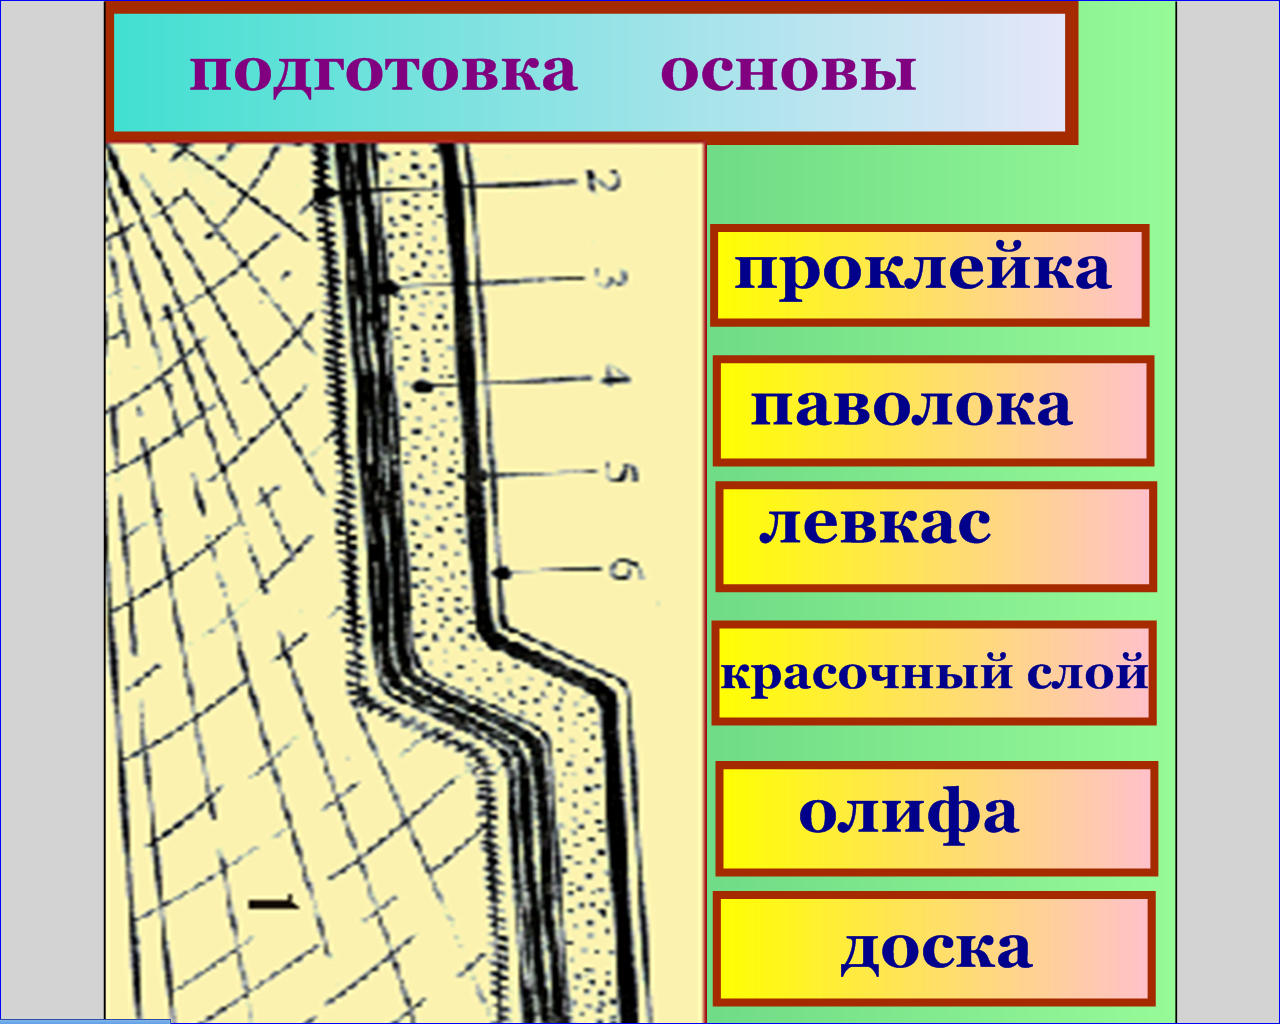 подготовка основы
2
3
4
5
6
1
проклейка
паволока
левкас
красочный слой
олифа
доска